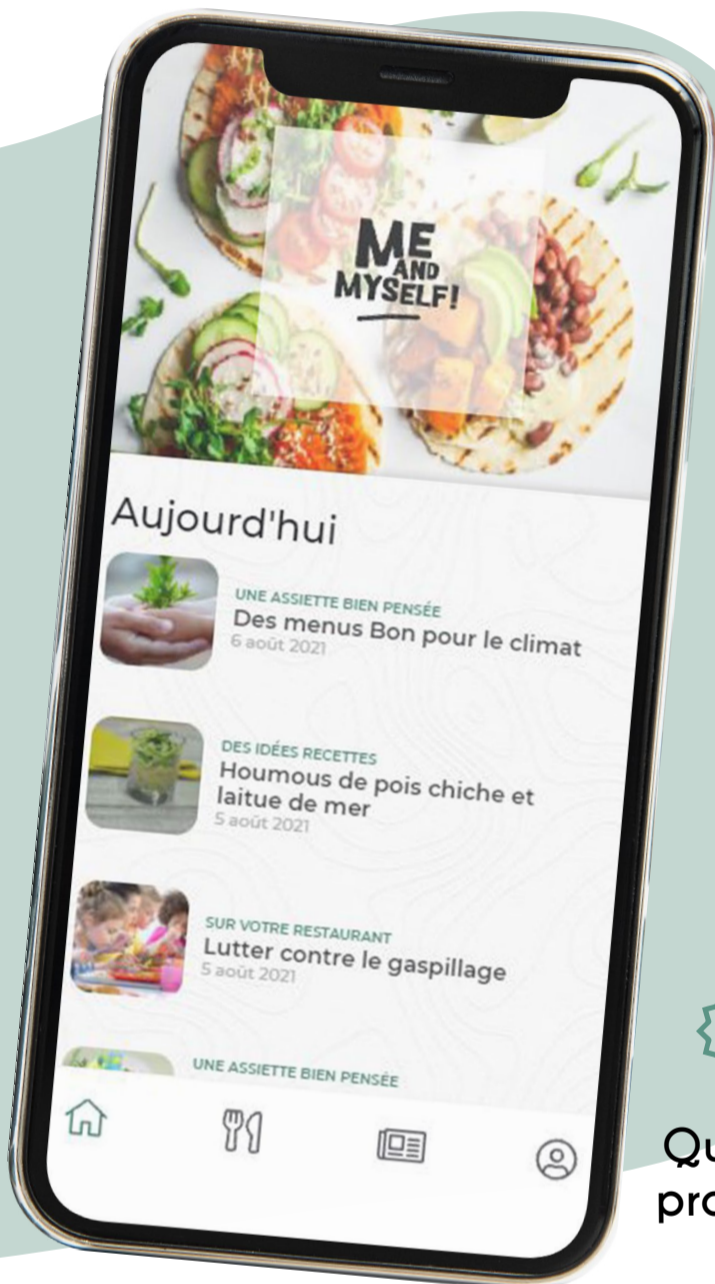 ME
AND
MYSELF!
Aujourd'hui
UNE ASSIETTE BIEN PENSÉE
Des menus Bon pour le climat
6 août 2021
DES IDÉES RECETTES
Houmous de pois chiche et
laitue de mer
5 août 2021
SUR VOTRE RESTAURANT
Lutter contre le gaspillage
5 août 2021
UNE ASSIETTE BIEN PENSÉE